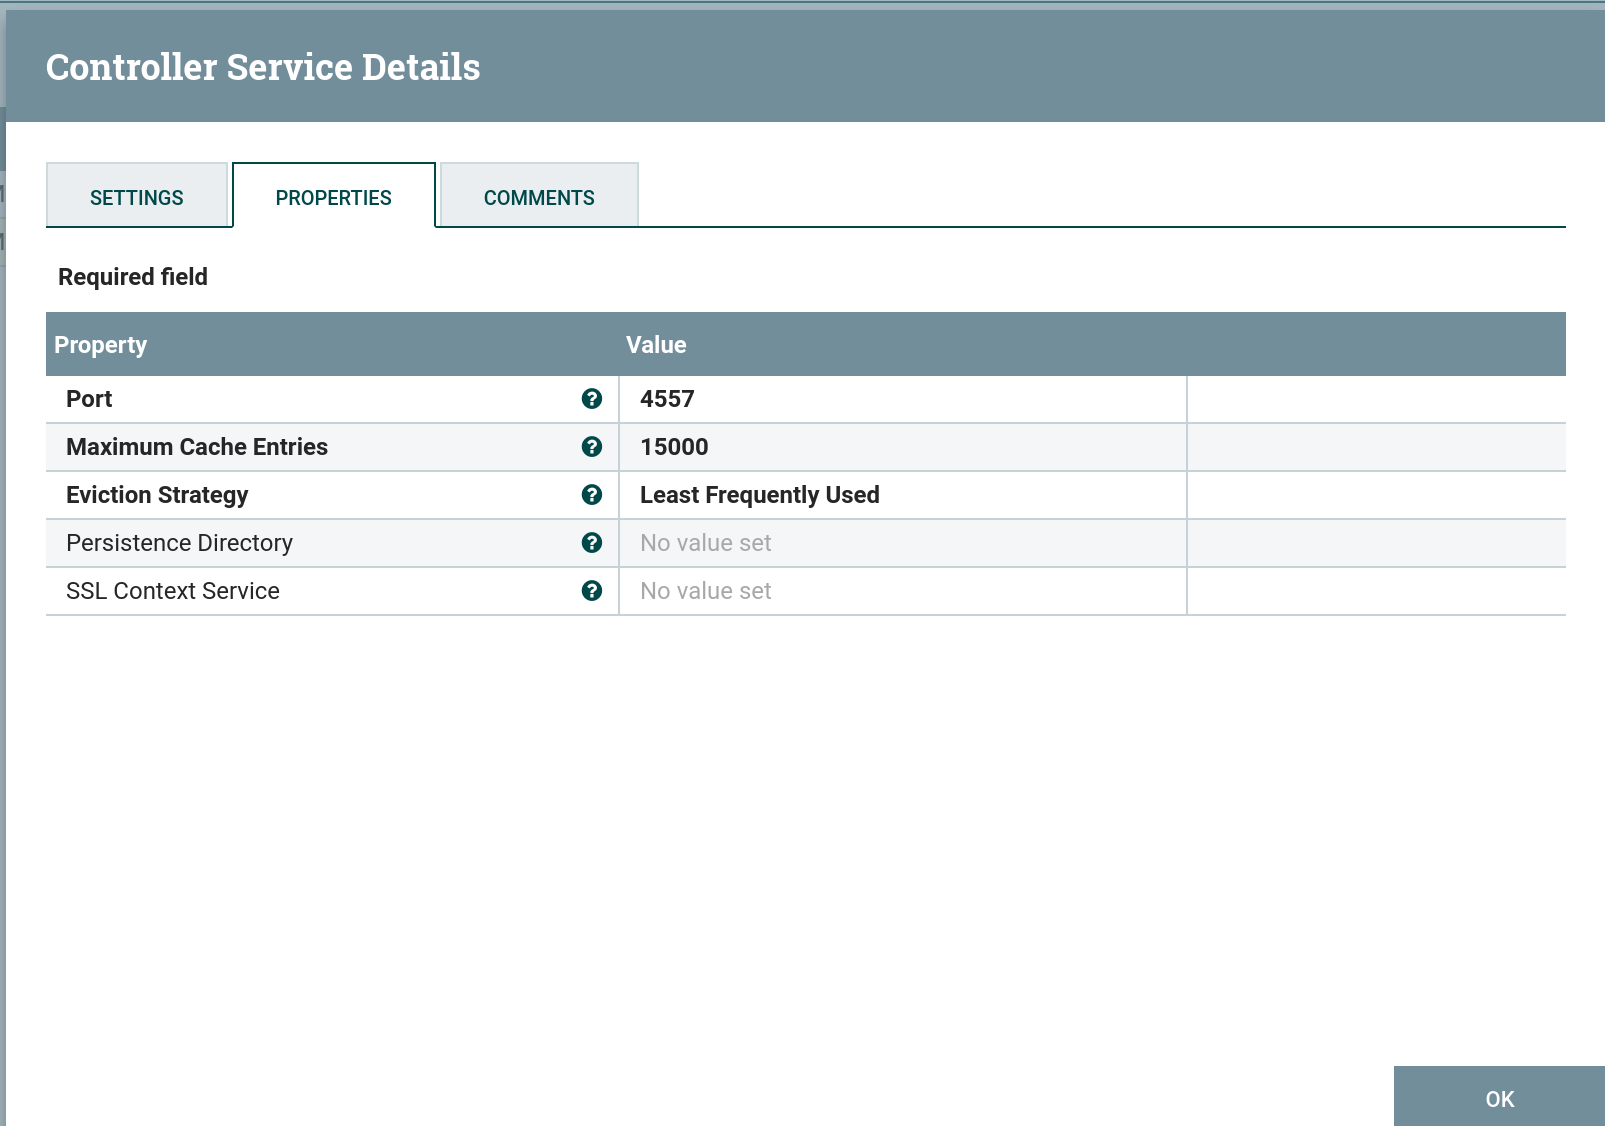 Controller Service Details
SETTINGS PROPERTIES COMMENTS
Required field
Property Value
Port 4557
Maximum Cache Entries 15000
Eviction Strategy Least Frequently Used
Persistence Directory No value set
SSL Context Service No value set
OK